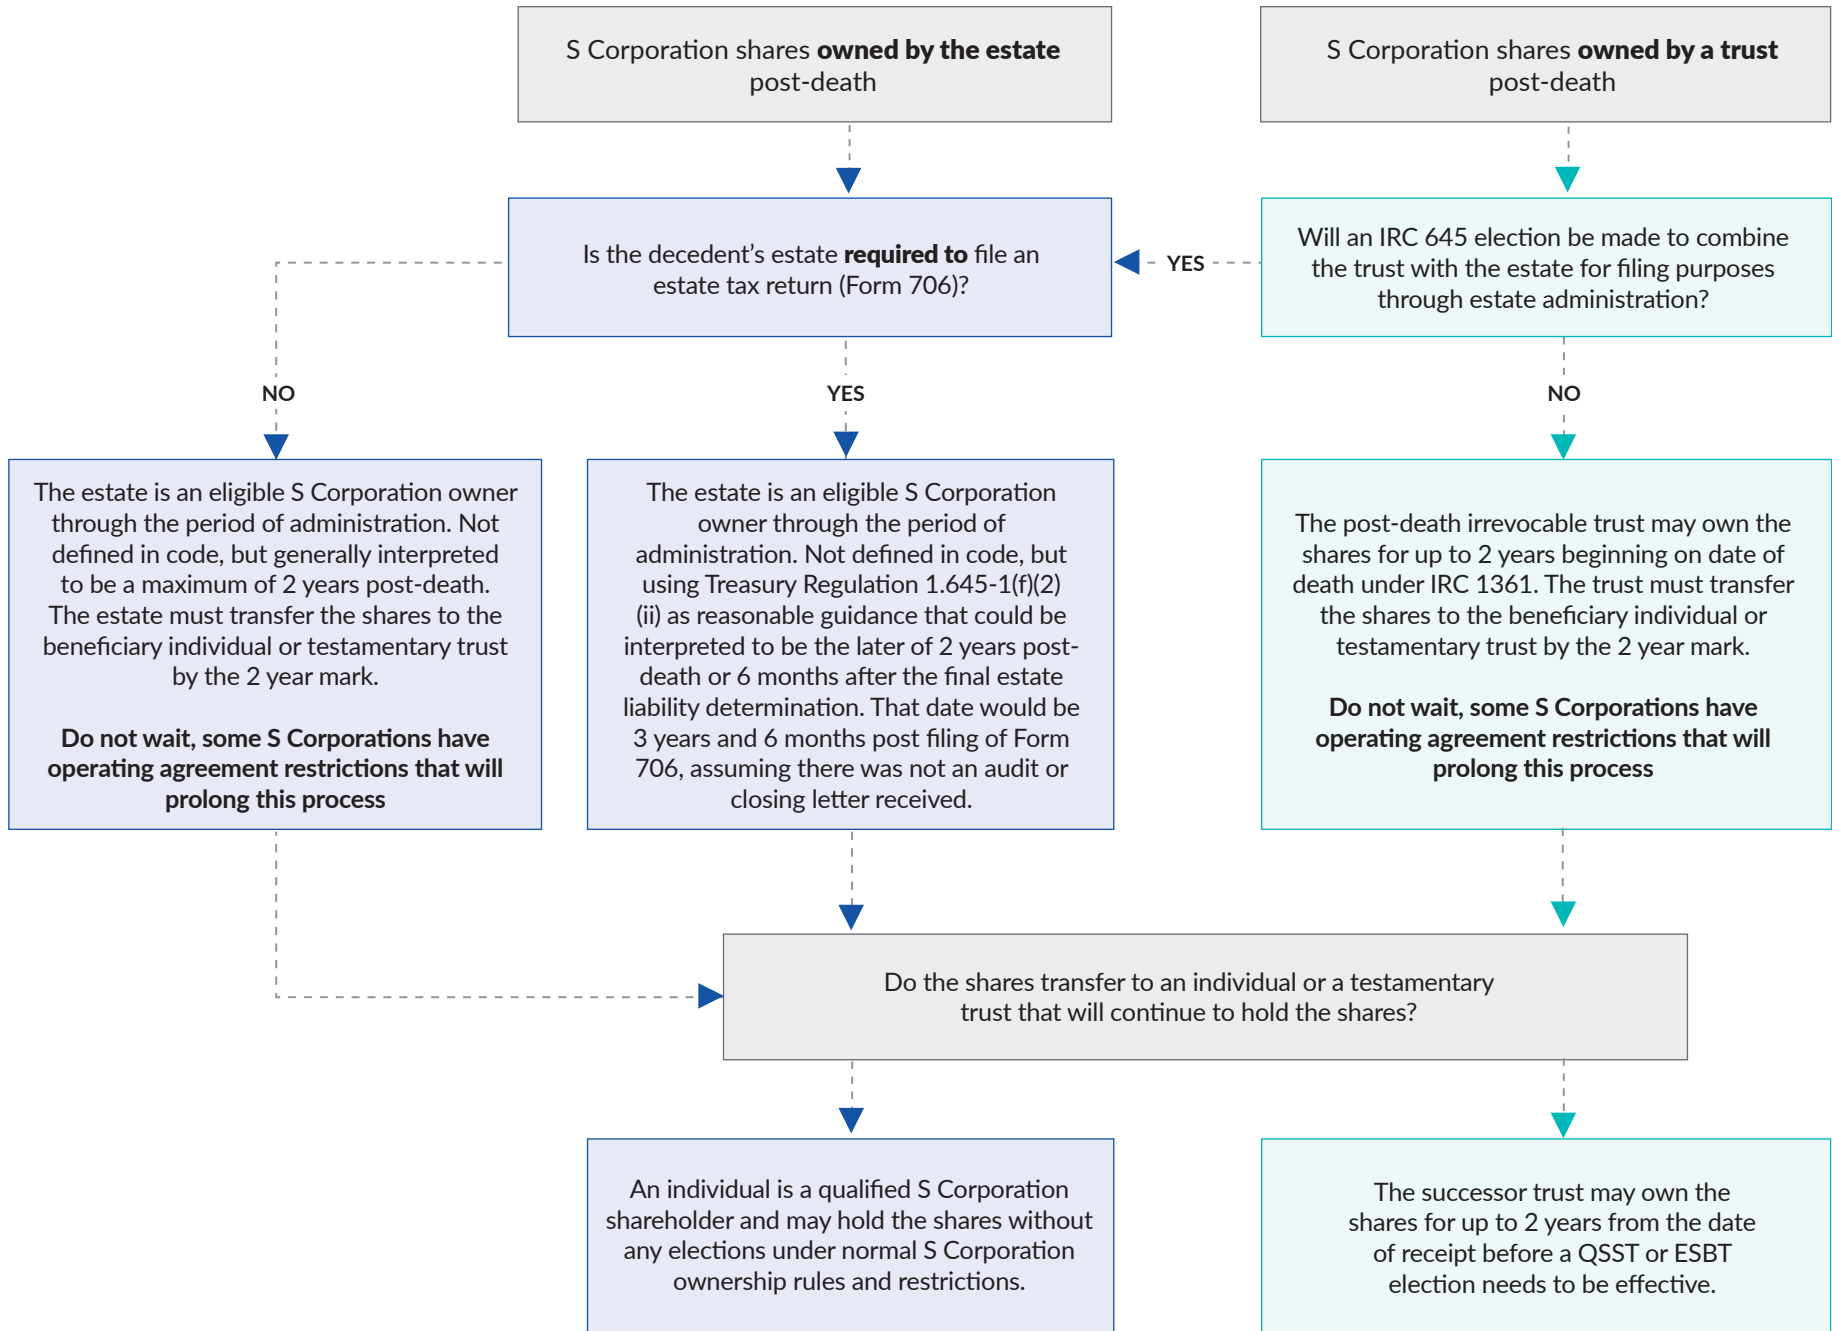 S Corporation shares owned by the estate
post-death
S Corporation shares owned by a trust
post-death
Is the decedent's estate required to file an
estate tax return (Form 706)?
YES
Will an IRC 645 election be made to combine
the trust with the estate for filing purposes
through estate administration?
NO
YES
NO
The estate is an eligible S Corporation owner
through the period of administration. Not
defined in code, but generally interpreted
to be a maximum of 2 years post-death.
The estate must transfer the shares to the
beneficiary individual or testamentary trust
by the 2 year mark.
Do not wait, some S Corporations have
operating agreement restrictions that will
prolong this process
The estate is an eligible S Corporation
owner through the period of
administration. Not defined in code, but
using Treasury Regulation 1.645-1(f)(2)
(ii) as reasonable guidance that could be
interpreted to be the later of 2 years post-
death or 6 months after the final estate
liability determination. That date would be
3 years and 6 months post filing of Form
706, assuming there was not an audit or
closing letter received.
The post-death irrevocable trust may own the
shares for up to 2 years beginning on date of
death under IRC 1361. The trust must transfer
the shares to the beneficiary individual or
testamentary trust by the 2 year mark.
Do not wait, some S Corporations have
operating agreement restrictions that will
prolong this process
Do the shares transfer to an individual or a testamentary
trust that will continue to hold the shares?
An individual is a qualified S Corporation
shareholder and may hold the shares without
any elections under normal S Corporation
ownership rules and restrictions.
The successor trust may own the
shares for up to 2 years from the date
of receipt before a QSST or ESBT
election needs to be effective.